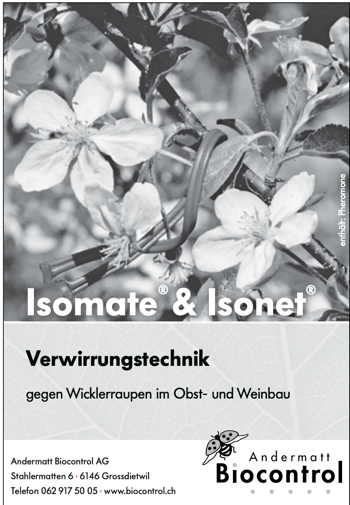 enthält: Pheromone
Isomate® & Isonet®
Verwirrungstechnik
gegen Wicklerraupen im Obst- und Weinbau
Andermatt Biocontrol AG
Stahlermatten 6 · 6146 Grossdietwil
Telefon 062 917 50 05 · www.biocontrol.ch
Andermatt
Biocontrol